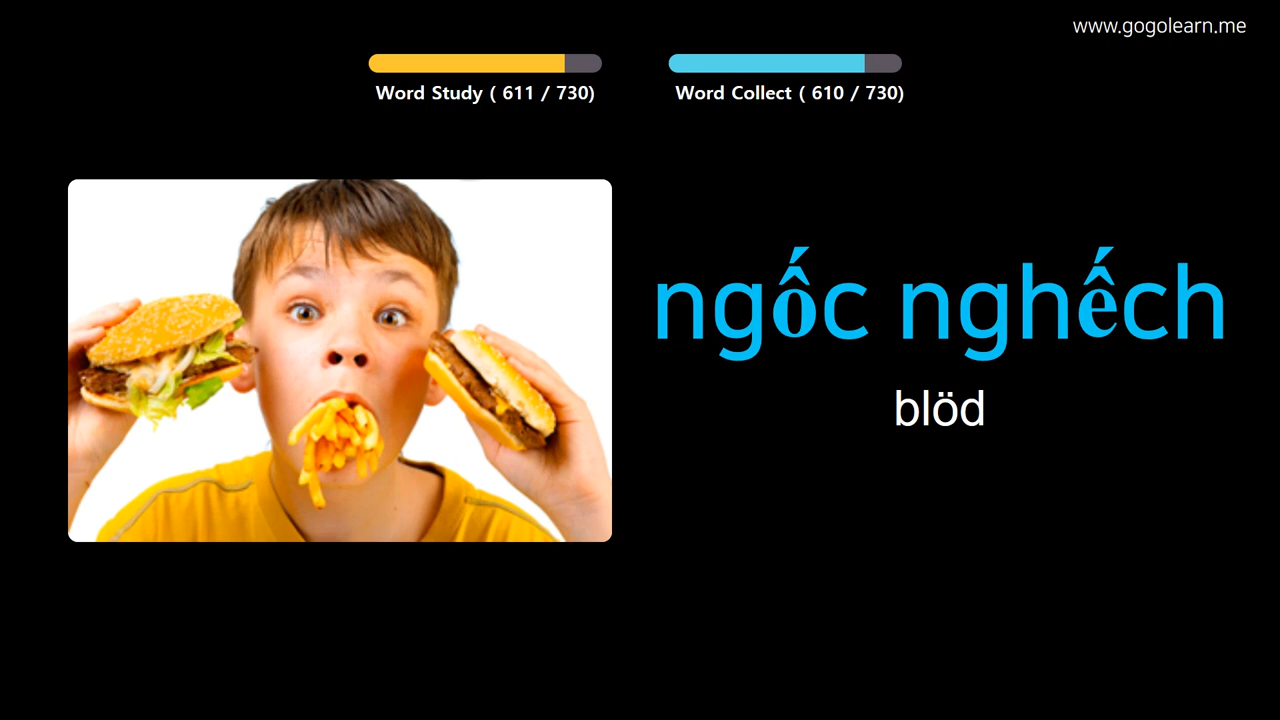 www.gogolearn.me
Word Study ( 611 / 730)
Word Collect ( 610 / 730)
ngốc nghếch
blöd